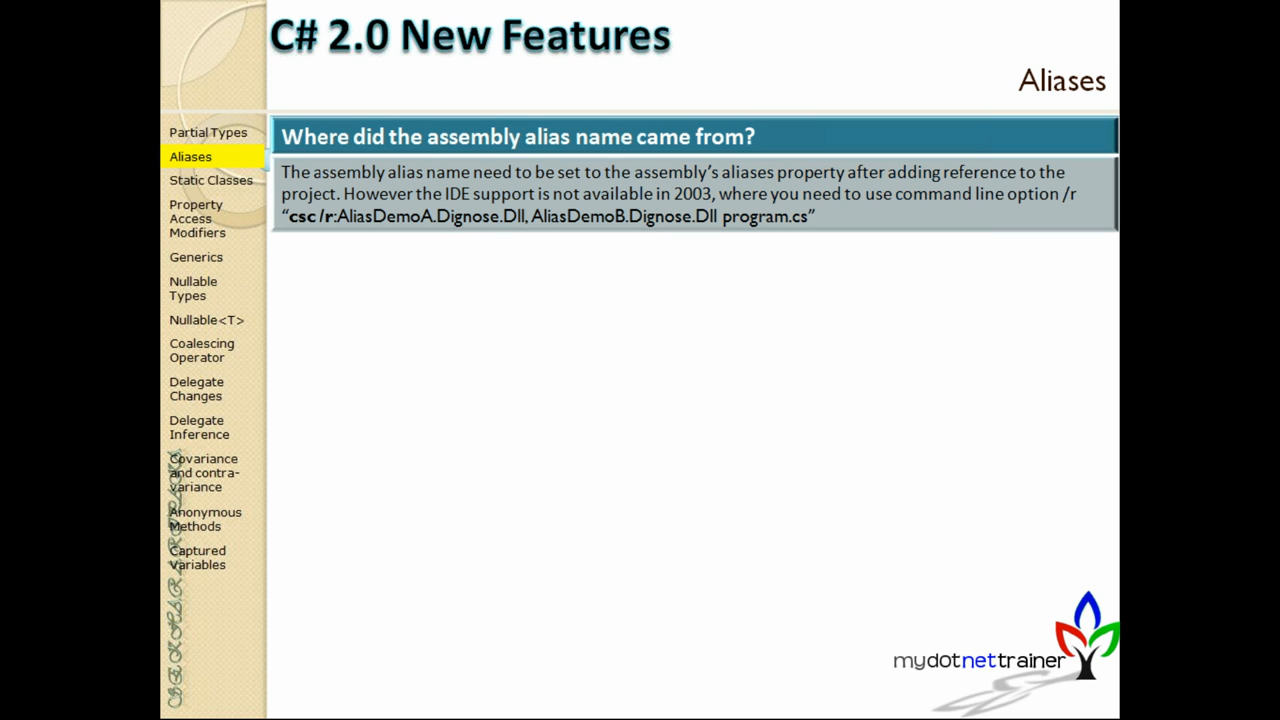 C# 2.0 New Features
Aliases
Partial Types
Aliases
Static Classes
Property
Access
Modifiers
Generics
Nullable
Types
Nullable<T>
Coalescing
Operator
Delegate
Changes
Delegate
Inference
Covariance
and contra-
variance
Anonymous
Methods
Captured
Variables
Where did the assembly alias name came from?
The assembly alias name need to be set to the assembly’s aliases property after adding reference to the
project. However the IDE support is not available in 2003, where you need to use command line option /r
“csc /r:AliasDemoA.Dignose.Dll, AliasDemoB.Dignose.Dll program.cs”
mydotnettrainer